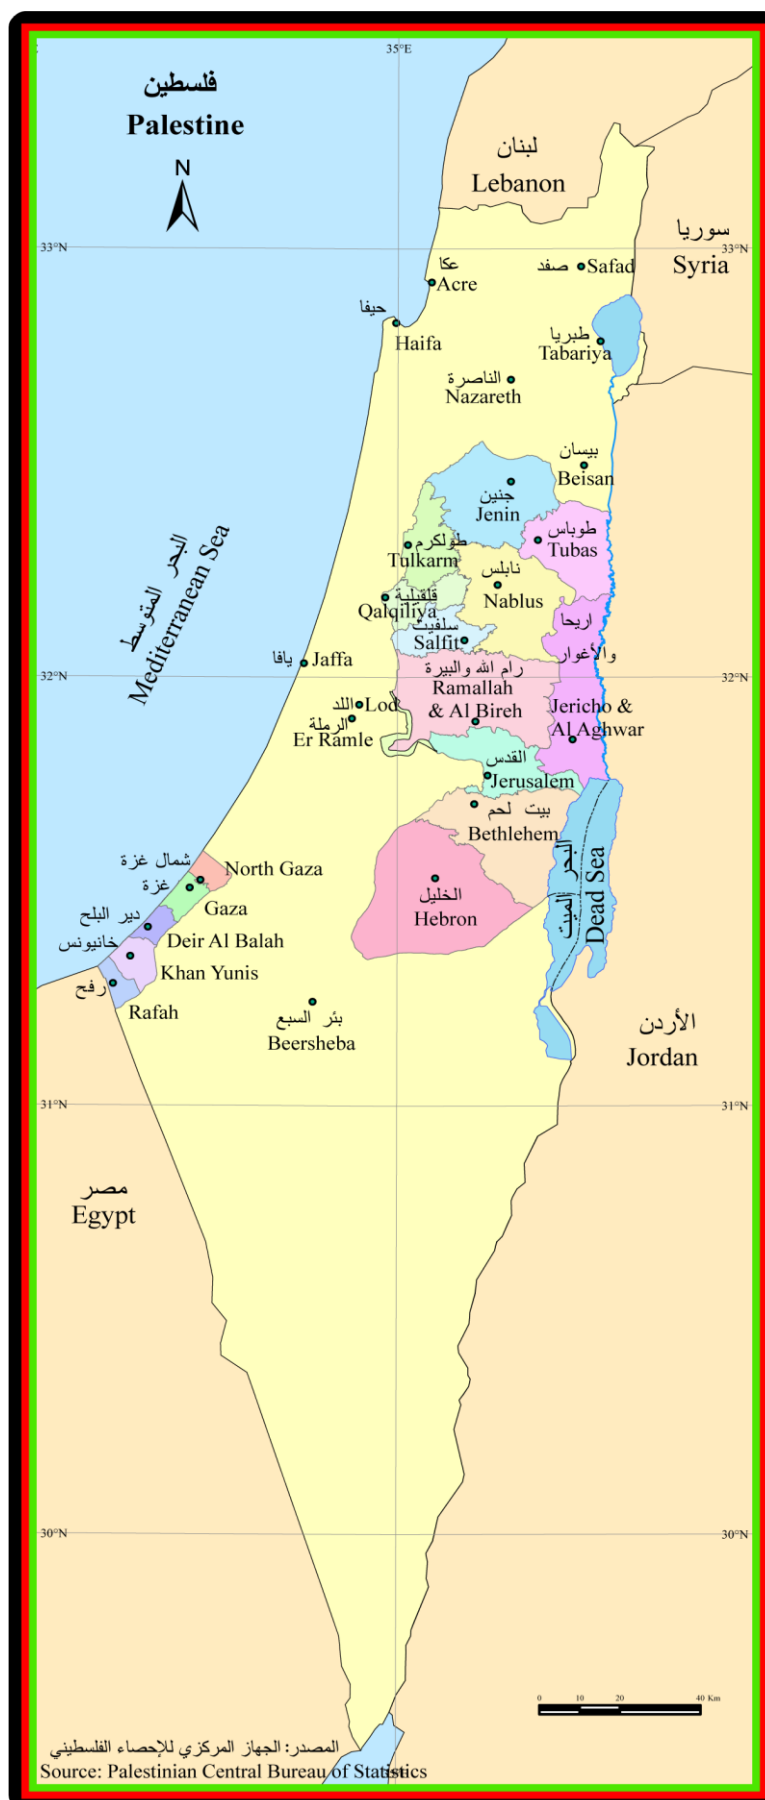 35°E
فلسطين
Palestine
N
لبنان
Lebanon
سوريا
Syria
33°N
33°N
عكا
Acre
صفد
Safad
حيفا
Haifa
طبريا
Tabariya
الناصرة
Nazareth
بيسان
Beisan
جنين
Jenin
طولكرم
Tulkarm
طوباس
Tubas
نابلس
Nablus
قلقيلية
Qalqiliya
سلفيت
Salfit
اريحا
والأغوار
Jericho &
Al Aghwar
البحر المتوسط
Mediterranean Sea
يافا
Jaffa
32°N
32°N
رام الله والبيرة
Ramallah
& Al Bireh
اللد
Lod
الرملة
Er Ramle
القدس
Jerusalem
بيت لحم
Bethlehem
البحر الميت
Dead Sea
الخليل
Hebron
شمال غزة
North Gaza
غزة
Gaza
دير البلح
Deir Al Balah
خانيونس
Khan Yunis
رفح
Rafah
بئر السبع
Beersheba
الأردن
Jordan
31°N
31°N
مصر
Egypt
30°N
30°N
0 10 20 40 Km
المصدر: الجهاز المركزي للإحصاء الفلسطيني
Source: Palestinian Central Bureau of Statistics